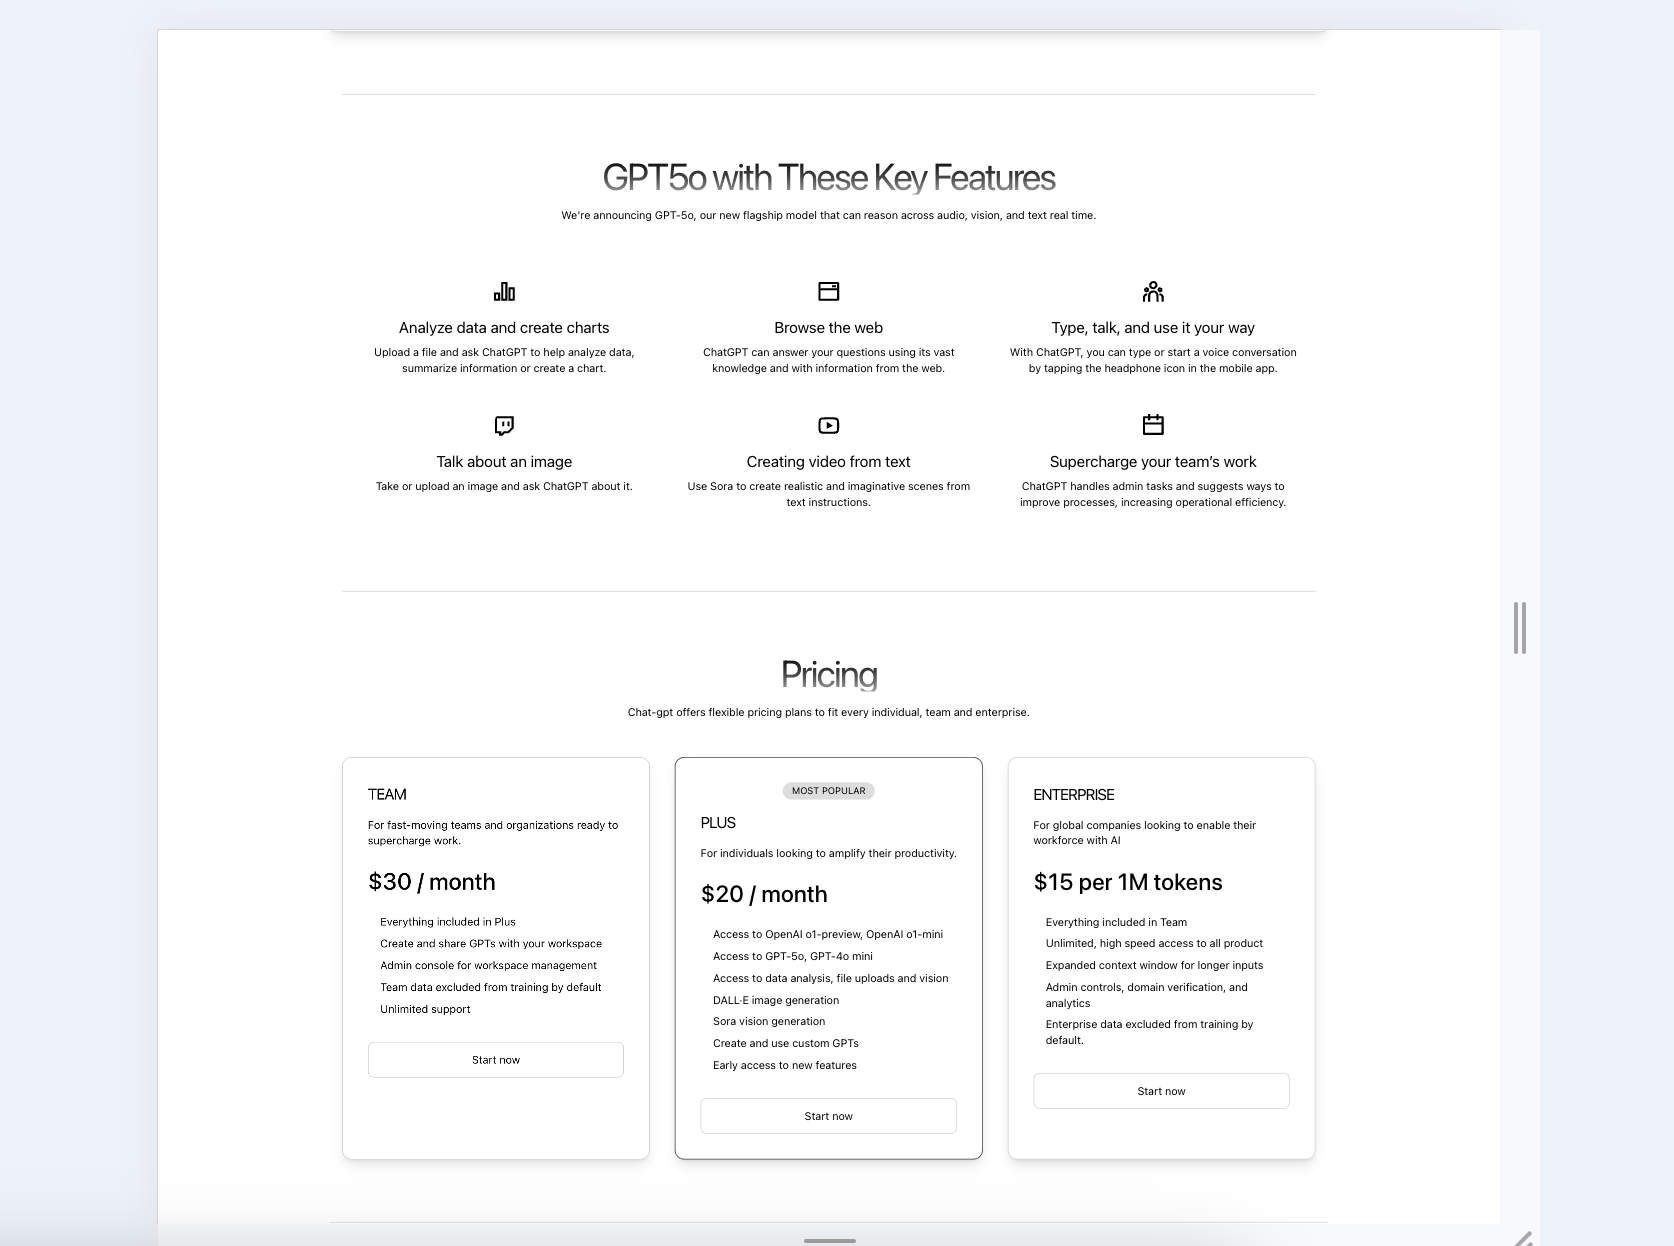 GPT5o with These Key Features
We're announcing GPT-5o, our new flagship model that can reason across audio, vision, and text real time.
Analyze data and create charts
Upload a file and ask ChatGPT to help analyze data,
summarize information or create a chart.
Browse the web
ChatGPT can answer your questions using its vast
knowledge and with information from the web.
Type, talk, and use it your way
With ChatGPT, you can type or start a voice conversation
by tapping the headphone icon in the mobile app.
Talk about an image
Take or upload an image and ask ChatGPT about it.
Creating video from text
Use Sora to create realistic and imaginative scenes from
text instructions.
Supercharge your team's work
ChatGPT handles admin tasks and suggests ways to
improve processes, increasing operational efficiency.
Pricing
Chat-gpt offers flexible pricing plans to fit every individual, team and enterprise.
TEAM
For fast-moving teams and organizations ready to
supercharge work.
$30 / month
Everything included in Plus
Create and share GPTs with your workspace
Admin console for workspace management
Team data excluded from training by default
Unlimited support
Start now
MOST POPULAR
PLUS
For individuals looking to amplify their productivity.
$20 / month
Access to OpenAI o1-preview, OpenAI o1-mini
Access to GPT-5o, GPT-4o mini
Access to data analysis, file uploads and vision
DALL·E image generation
Sora vision generation
Create and use custom GPTs
Early access to new features
Start now
ENTERPRISE
For global companies looking to enable their
workforce with AI
$15 per 1M tokens
Everything included in Team
Unlimited, high speed access to all product
Expanded context window for longer inputs
Admin controls, domain verification, and
analytics
Enterprise data excluded from training by
default.
Start now